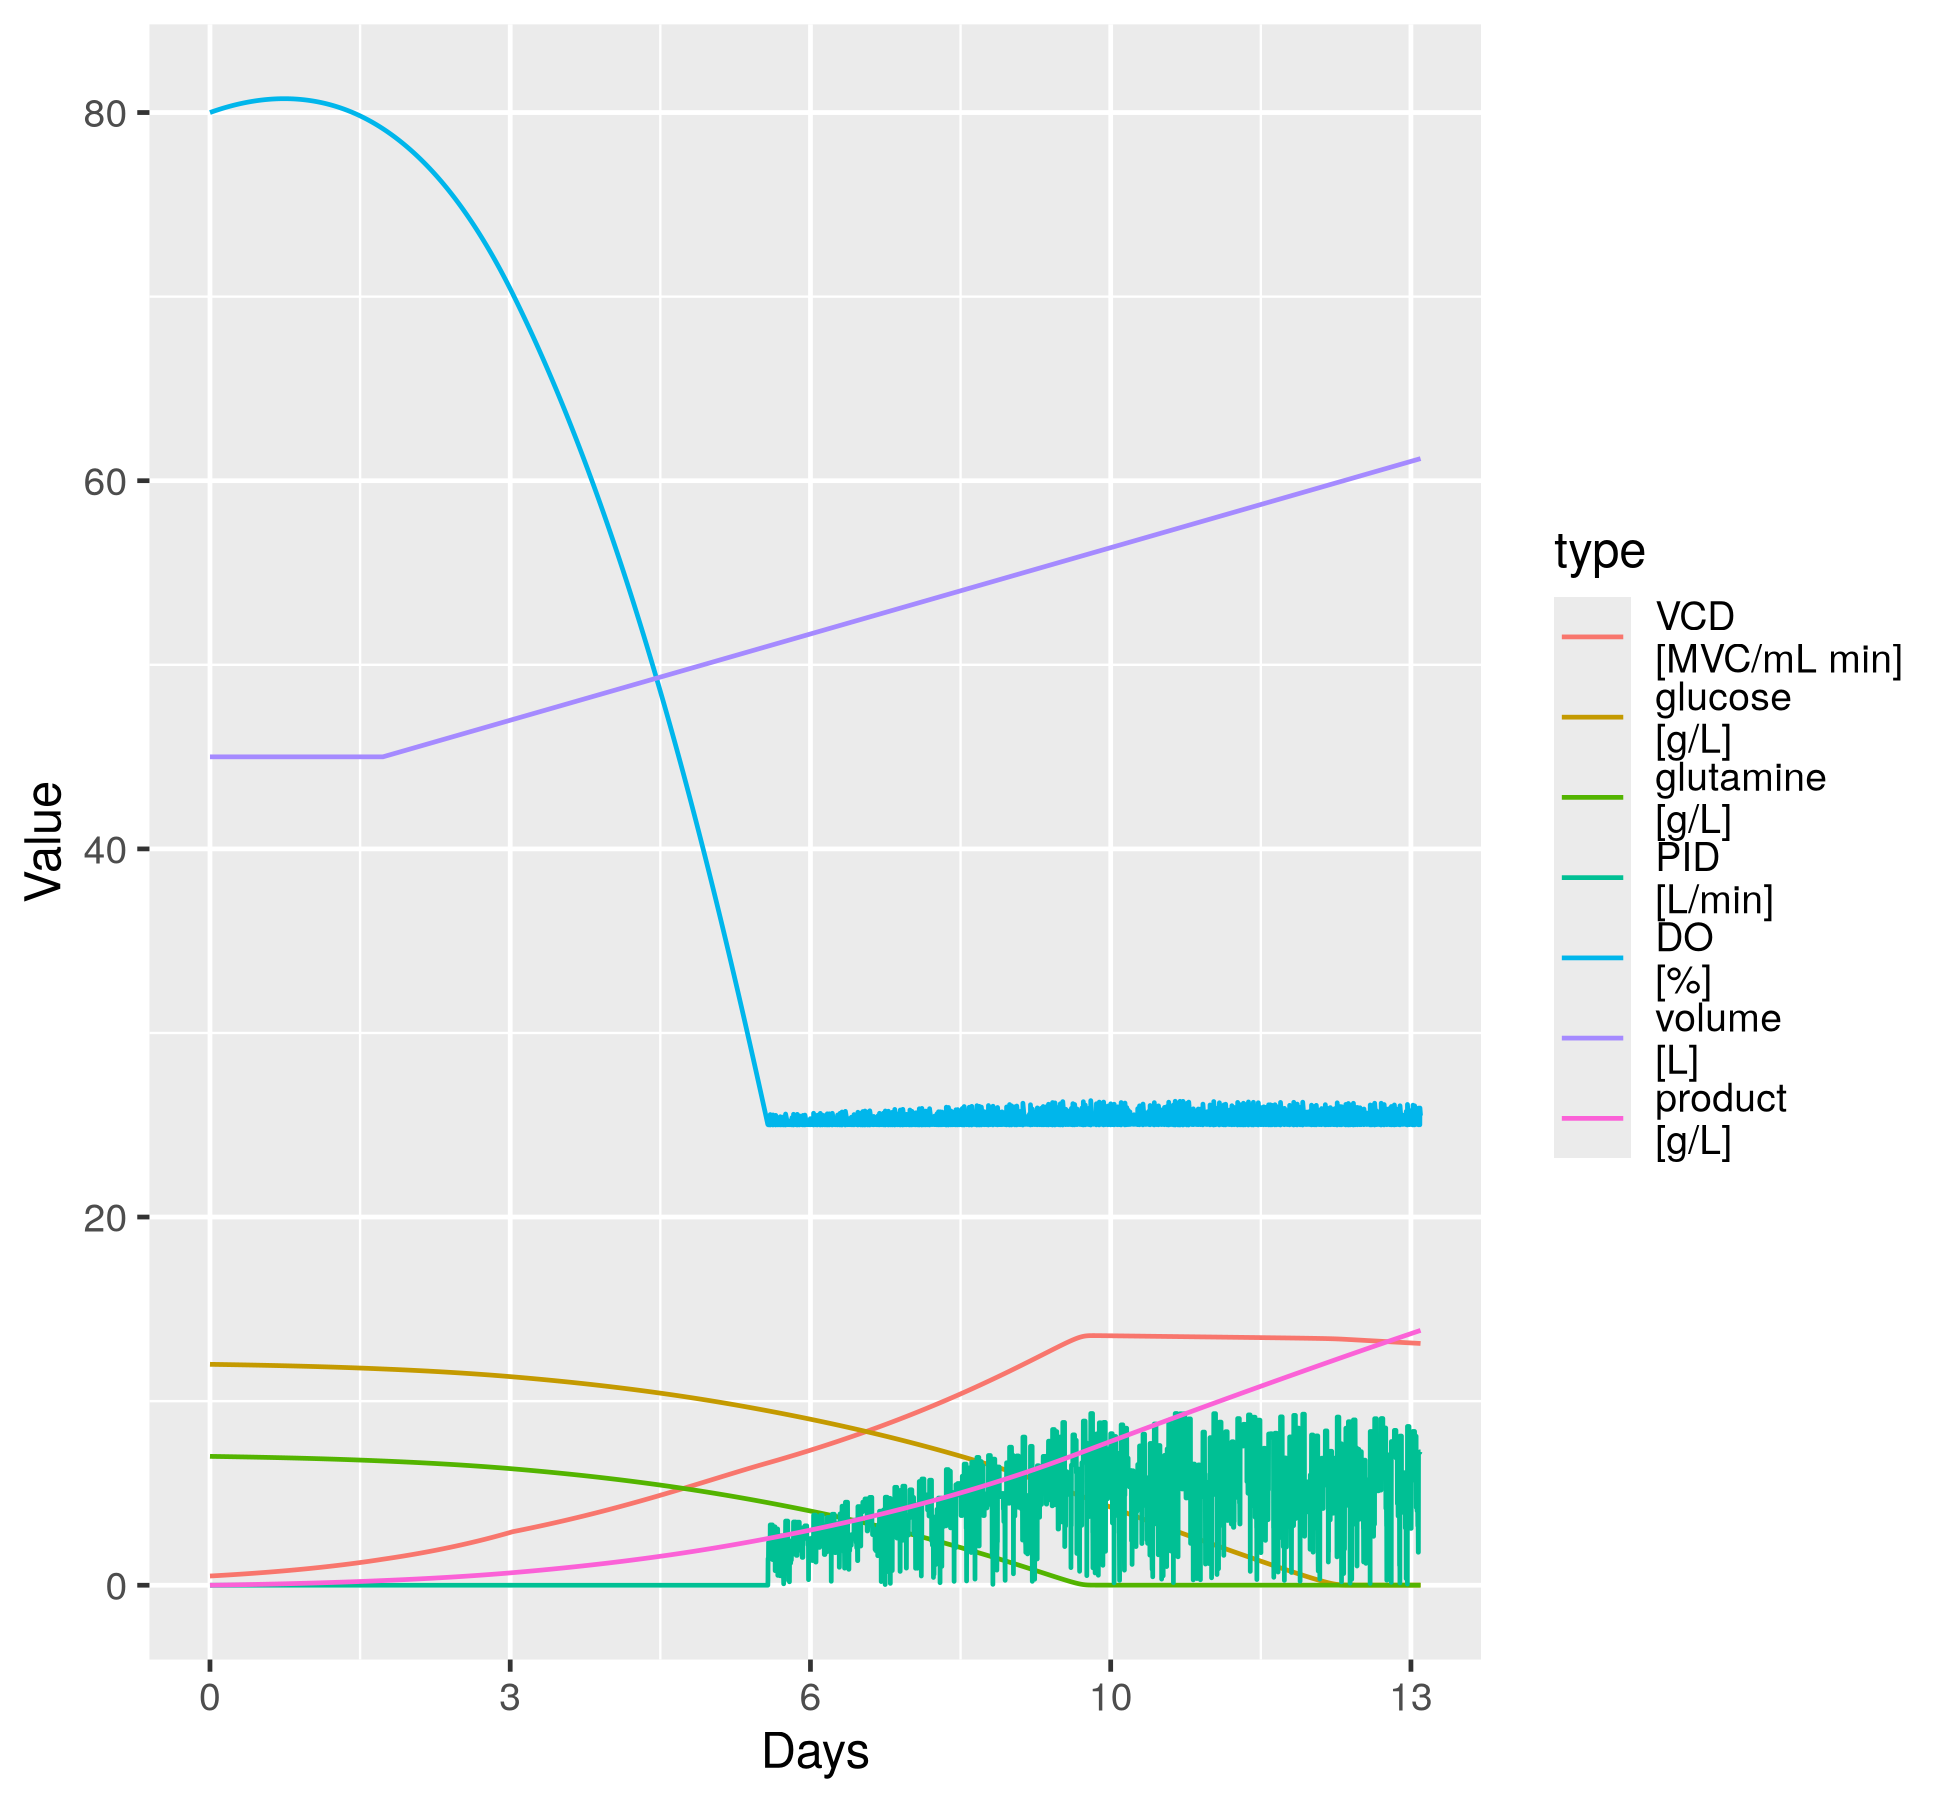 80
60
40
20
0
Value
0 3 6 10 13
Days
type
VCD
[MVC/mL min]
glucose
[g/L]
glutamine
[g/L]
PID
[L/min]
DO
[%]
volume
[L]
product
[g/L]